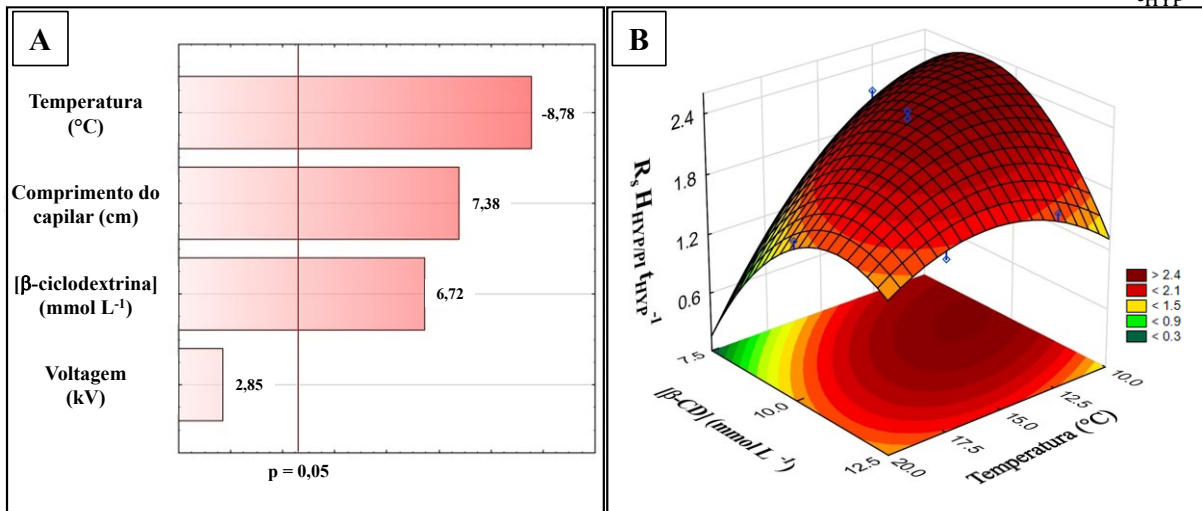 HYP
A
Temperatura
(°C)
-8,78
Comprimento do
capilar (cm)
7,38
[β-ciclodextrina]
(mmol L-1)
6,72
Voltagem
(kV)
2,85
p = 0,05
B
2.4
1.8
1.2
0.6
Rs HHYP/PI tHYP-1
7.5
10.0
12.5
[β-CD] (mmol L -1)
20.0
17.5
15.0
12.5
10.0
Temperatura (°C)
> 2.4
< 2.1
< 1.5
< 0.9
< 0.3